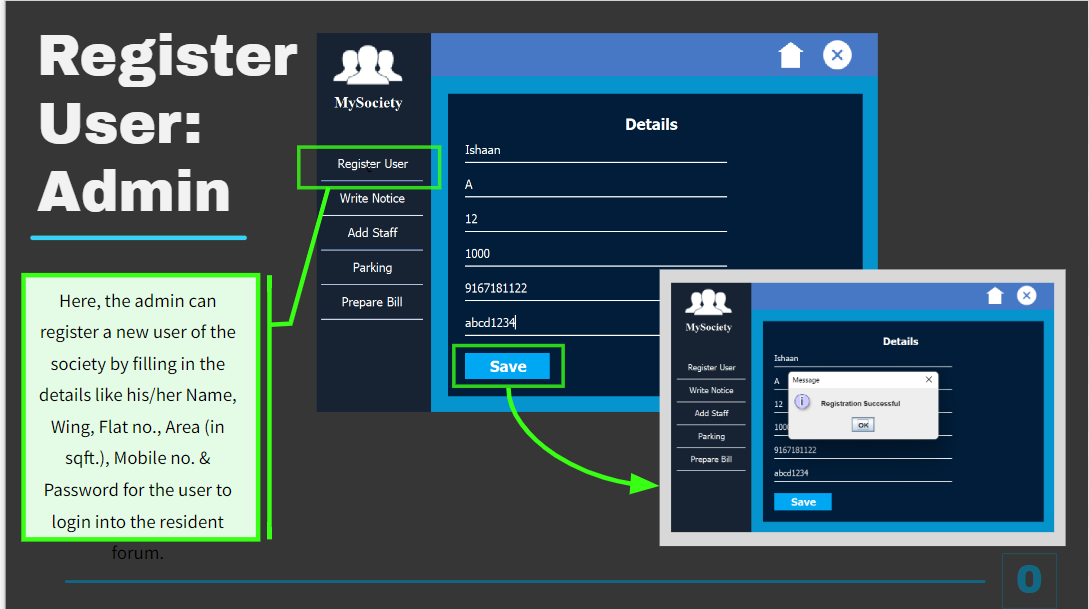 Register
User:
Admin
Here, the admin can
register a new user of the
society by filling in the
details like his/her Name,
Wing, Flat no., Area (in
sqft.), Mobile no. &
Password for the user to
login into the resident
forum.
MySociety
Register User
Write Notice
Add Staff
Parking
Prepare Bill
Details
Ishaan
A
12
1000
9167181122
abcd1234
Save
MySociety
Register User
Write Notice
Add Staff
Parking
Prepare Bill
Details
Ishaan
A
12
100
9167181122
abcd1234
Save
Message
Registration Successful
OK
0